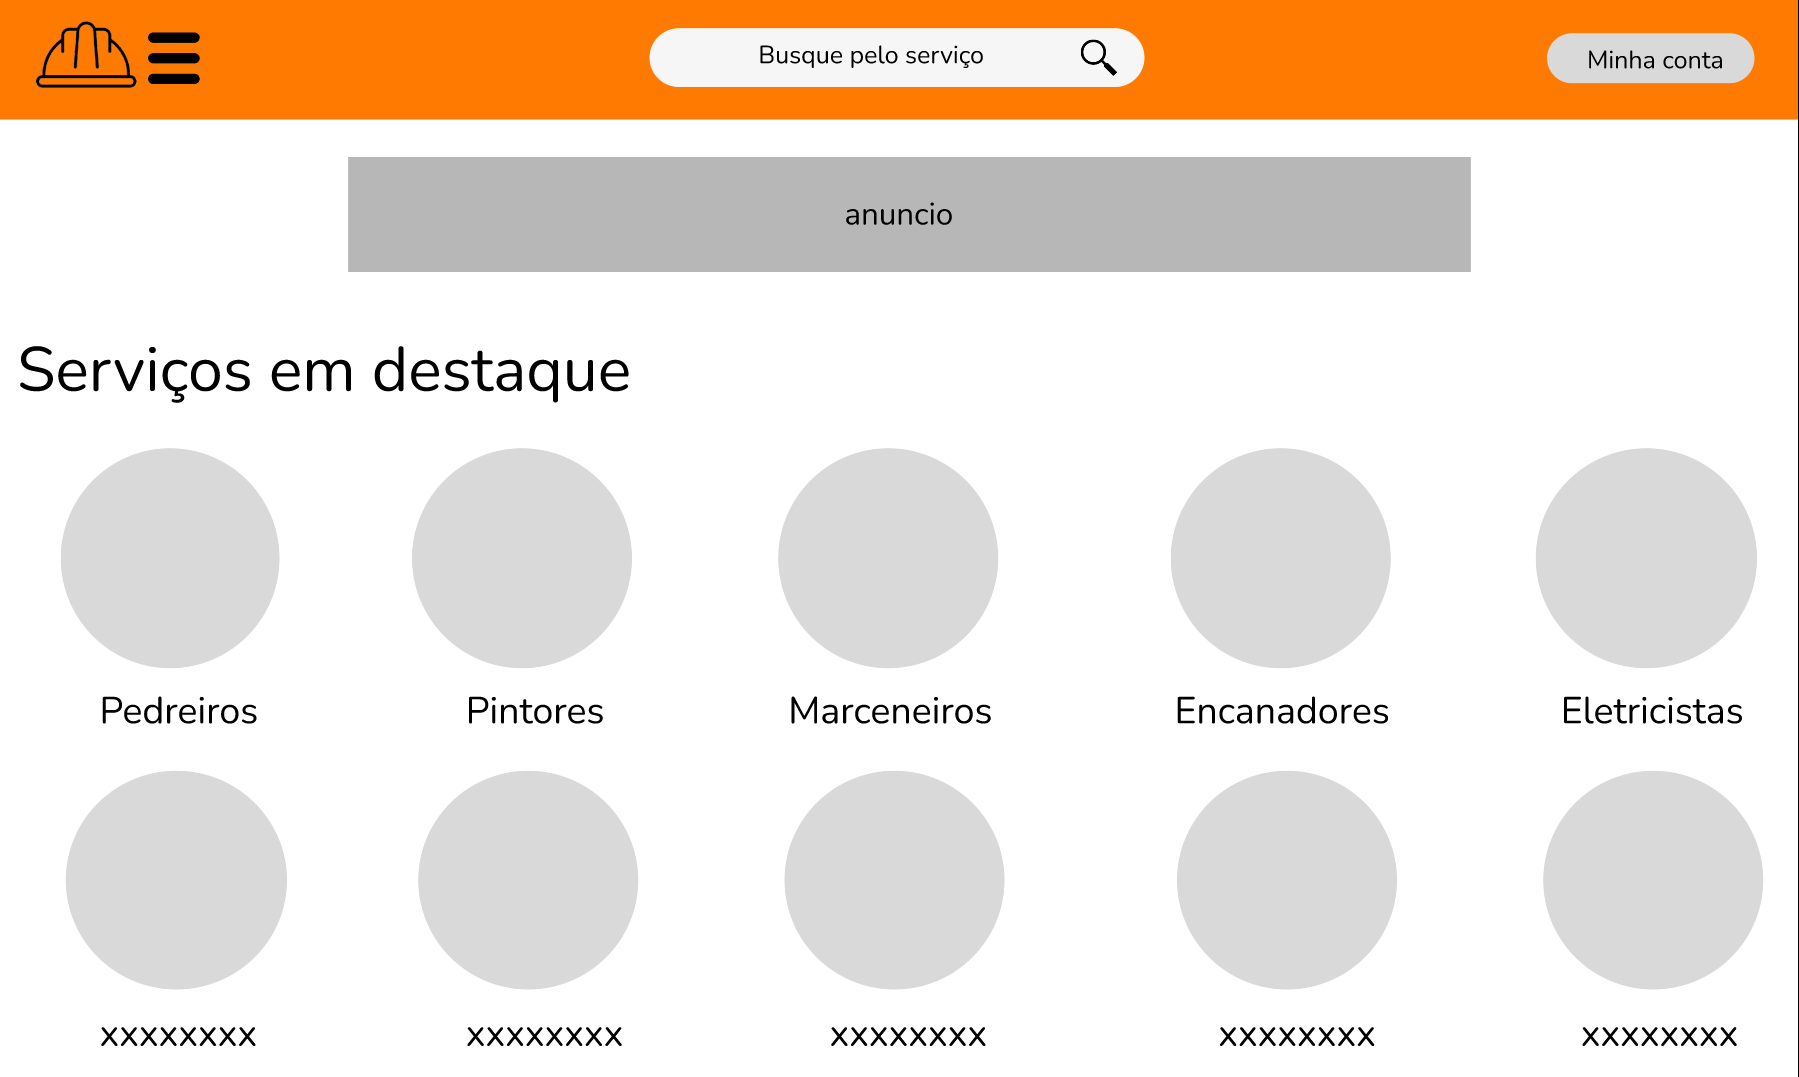 Busque pelo serviço
Minha conta
anuncio
Serviços em destaque
Pedreiros
Pintores
Marceneiros
Encanadores
Eletricistas
xxxxxxxx
xxxxxxxx
xxxxxxxx
xxxxxxxx
xxxxxxxx